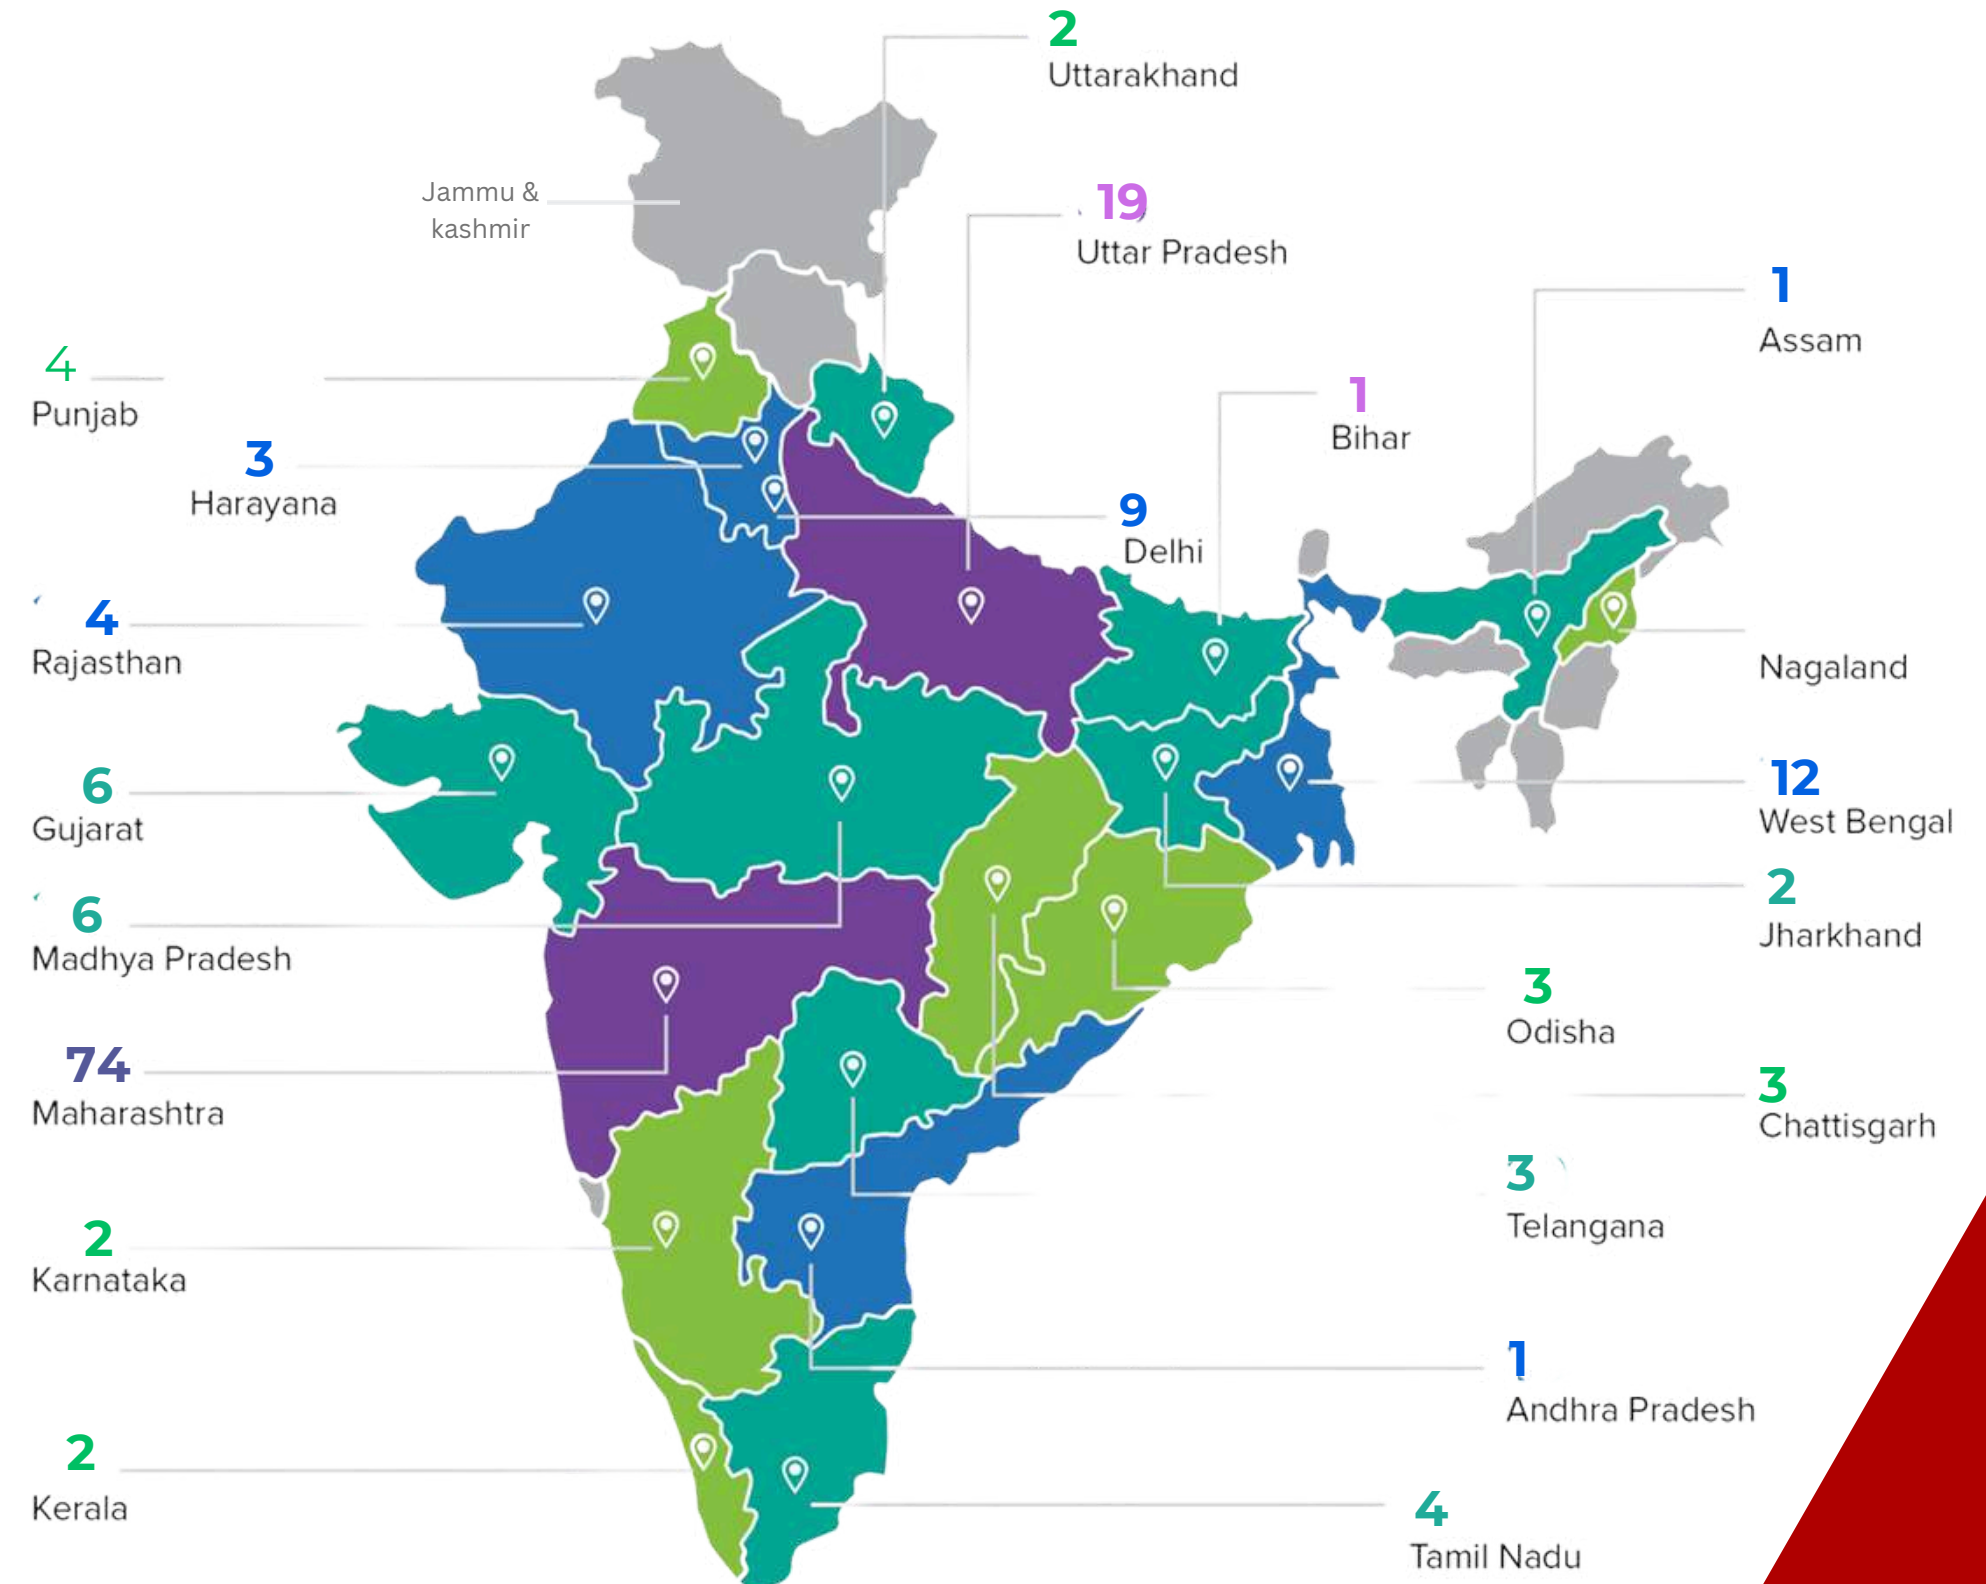 2
Uttarakhand
Jammu &
kashmir
19
Uttar Pradesh
1
Assam
4
Punjab
1
Bihar
3
Harayana
9
Delhi
4
Rajasthan
Nagaland
6
Gujarat
12
West Bengal
6
Madhya Pradesh
2
Jharkhand
3
Odisha
74
Maharashtra
3
Chattisgarh
3
Telangana
2
Karnataka
1
Andhra Pradesh
2
Kerala
4
Tamil Nadu